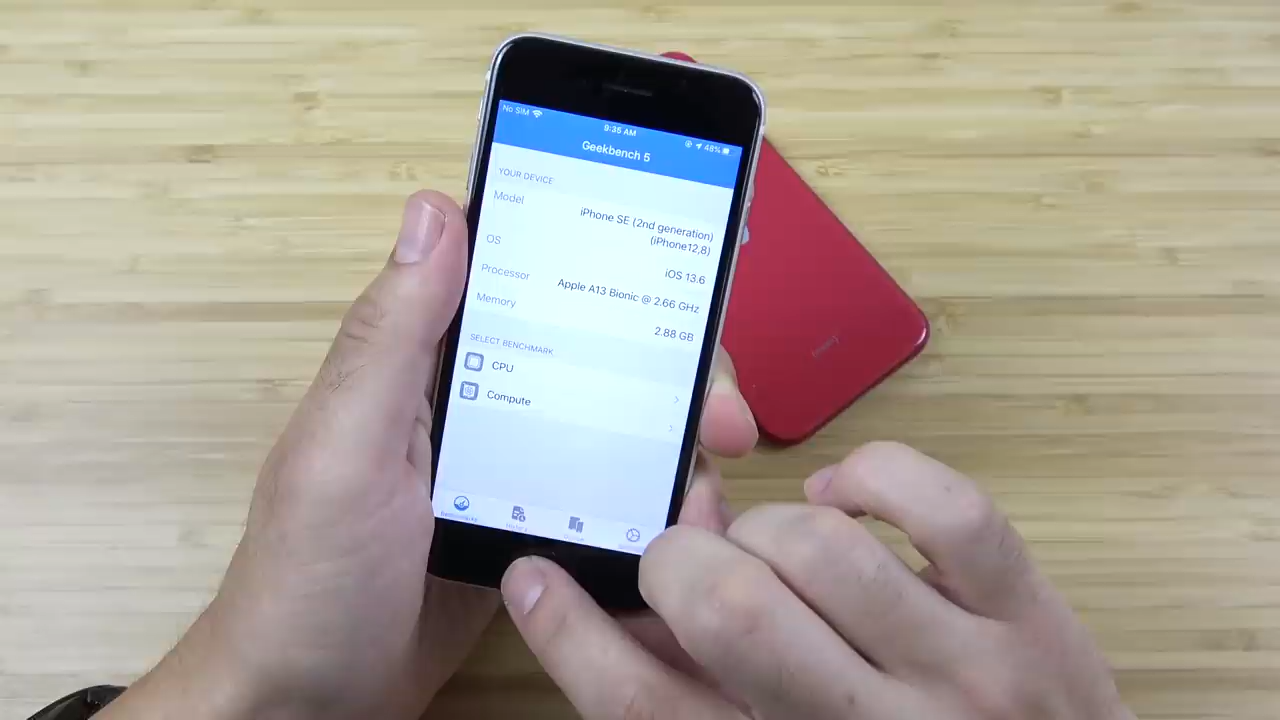 No SIM
9:35 AM
48%
Geekbench 5
YOUR DEVICE
Model
iPhone SE (2nd generation)
(iPhone12,8)
OS
iOS 13.6
Processor
Apple A13 Bionic @ 2.66 GHz
Memory
2.88 GB
SELECT BENCHMARK
CPU
Compute